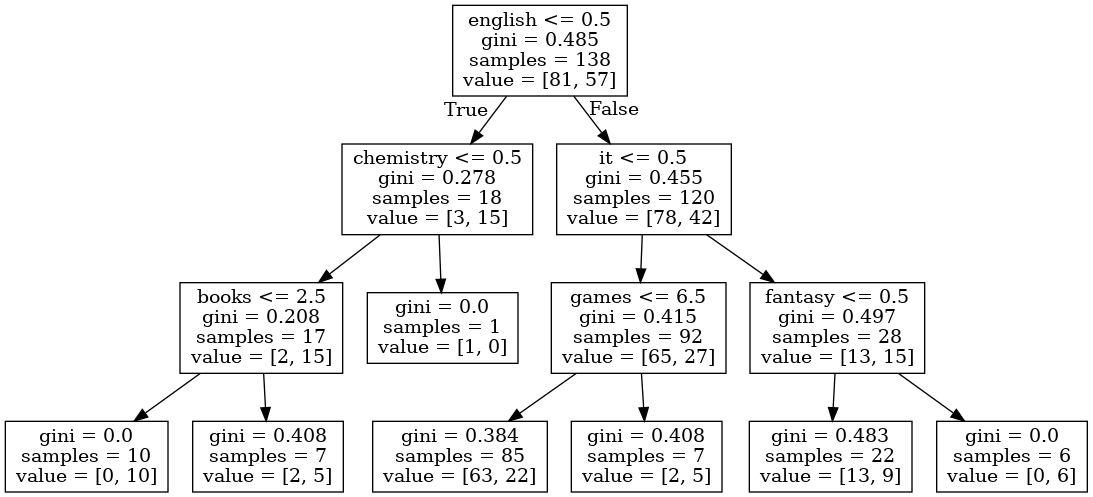 english <= 0.5
gini = 0.485
samples = 138
value = [81, 57]
True
False
chemistry <= 0.5
gini = 0.278
samples = 18
value = [3, 15]
it <= 0.5
gini = 0.455
samples = 120
value = [78, 42]
books <= 2.5
gini = 0.208
samples = 17
value = [2, 15]
gini = 0.0
samples = 1
value = [1, 0]
games <= 6.5
gini = 0.415
samples = 92
value = [65, 27]
fantasy <= 0.5
gini = 0.497
samples = 28
value = [13, 15]
gini = 0.0
samples = 10
value = [0, 10]
gini = 0.408
samples = 7
value = [2, 5]
gini = 0.384
samples = 85
value = [63, 22]
gini = 0.408
samples = 7
value = [2, 5]
gini = 0.483
samples = 22
value = [13, 9]
gini = 0.0
samples = 6
value = [0, 6]